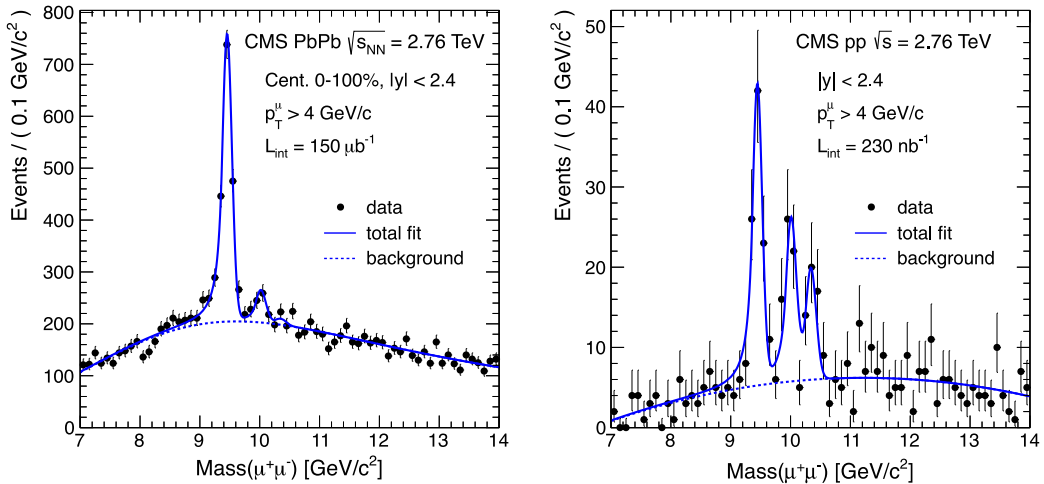 CMS PbPb √s_NN = 2.76 TeV
Cent. 0-100%, |y| < 2.4
p_T^μ > 4 GeV/c
L_int = 150 μb⁻¹
data
total fit
background
Events / ( 0.1 GeV/c² )
800
700
600
500
400
300
200
100
0
7 8 9 10 11 12 13 14
Mass(μ⁺μ⁻) [GeV/c²]
CMS pp √s = 2.76 TeV
|y| < 2.4
p_T^μ > 4 GeV/c
L_int = 230 nb⁻¹
data
total fit
background
Events / ( 0.1 GeV/c² )
50
40
30
20
10
0
7 8 9 10 11 12 13 14
Mass(μ⁺μ⁻) [GeV/c²]